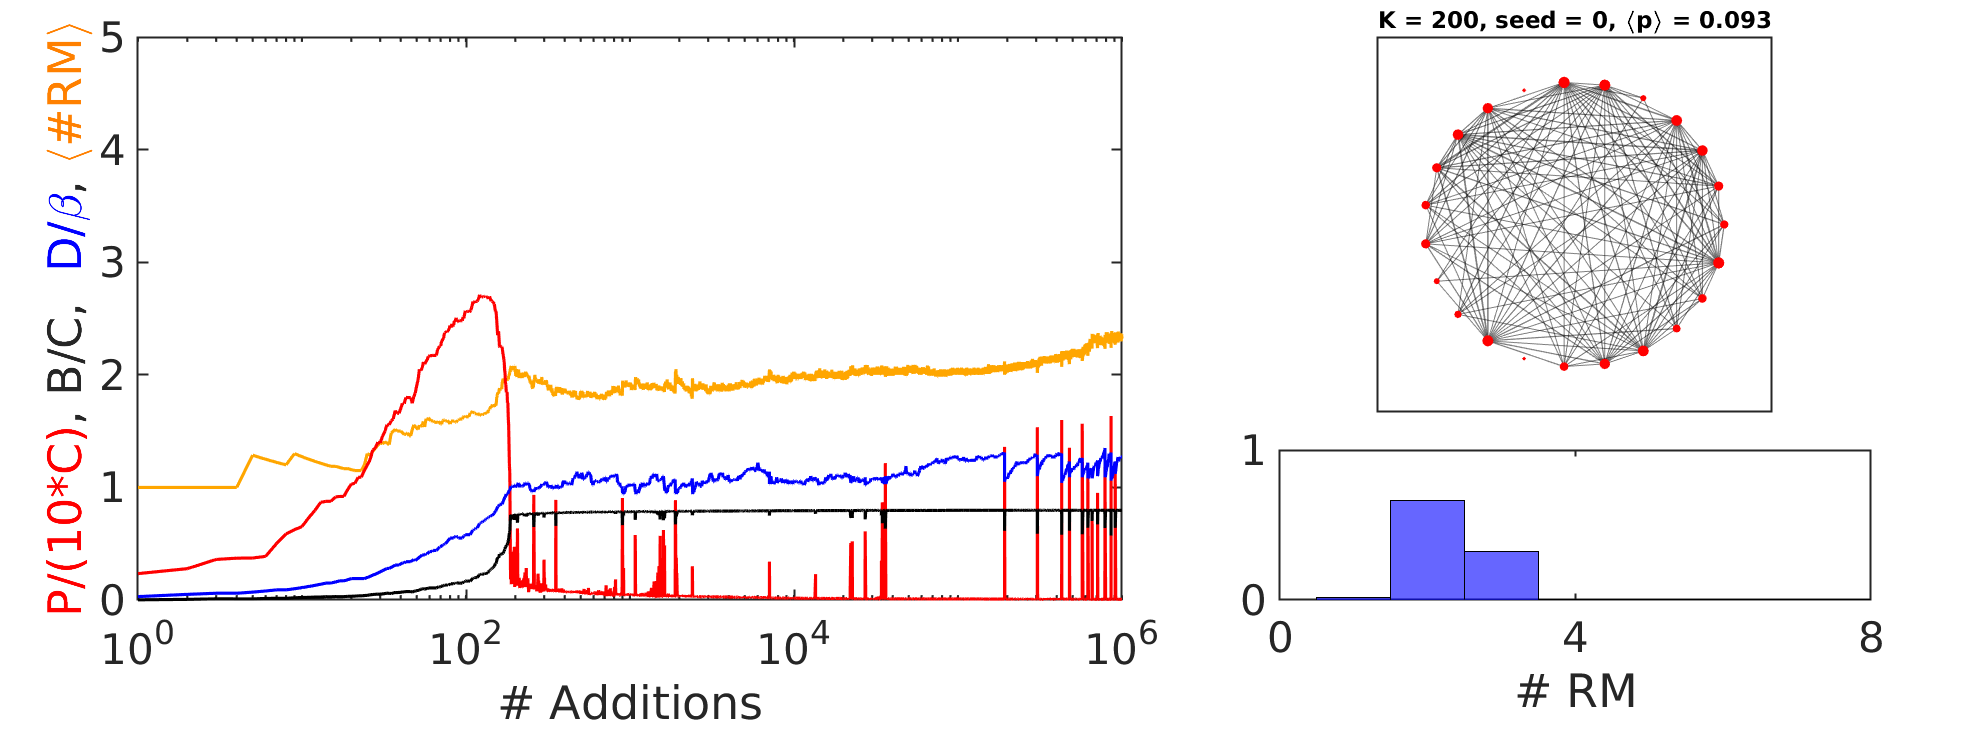 P/(10*C), B/C, D/β, ⟨#RM⟩
5
4
3
2
1
0
10^0 10^2 10^4 10^6
# Additions
K = 200, seed = 0, ⟨p⟩ = 0.093
1
0
0 4 8
# RM